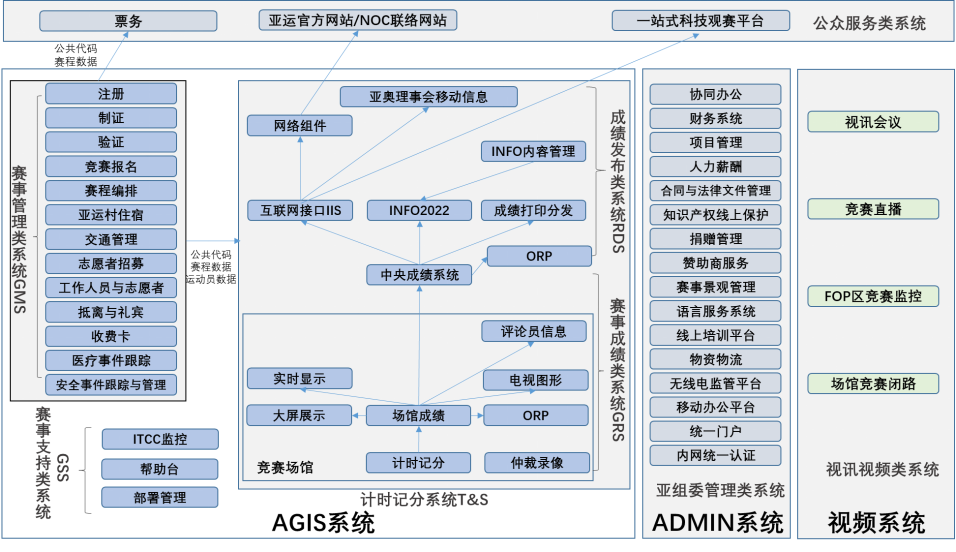 票务
亚运官方网站/NOC联络网站
一站式科技观赛平台
公众服务类系统
公共代码
赛程数据
赛事管理类系统GMS
注册
制证
验证
竞赛报名
赛程编排
亚运村住宿
交通管理
志愿者招募
工作人员与志愿者
抵离与礼宾
收费卡
医疗事件跟踪
安全事件跟踪与管理
公共代码
赛程数据
运动员数据
赛事支持类系统
GSS
ITCC监控
帮助台
部署管理
亚奥理事会移动信息
网络组件
INFO内容管理
互联网接口IIS
INFO2022
成绩打印分发
ORP
中央成绩系统
成绩发布类系统RDS
评论员信息
实时显示
电视图形
大屏展示
场馆成绩
ORP
竞赛场馆
计时记分
仲裁录像
赛事成绩类系统GRS
计时记分系统T&S
AGIS系统
协同办公
财务系统
项目管理
人力薪酬
合同与法律文件管理
知识产权线上保护
捐赠管理
赞助商服务
赛事景观管理
语言服务系统
线上培训平台
物资物流
无线电监管平台
移动办公平台
统一门户
内网统一认证
亚组委管理类系统
ADMIN系统
视讯会议
竞赛直播
FOP区竞赛监控
场馆竞赛闭路
视讯视频类系统
视频系统